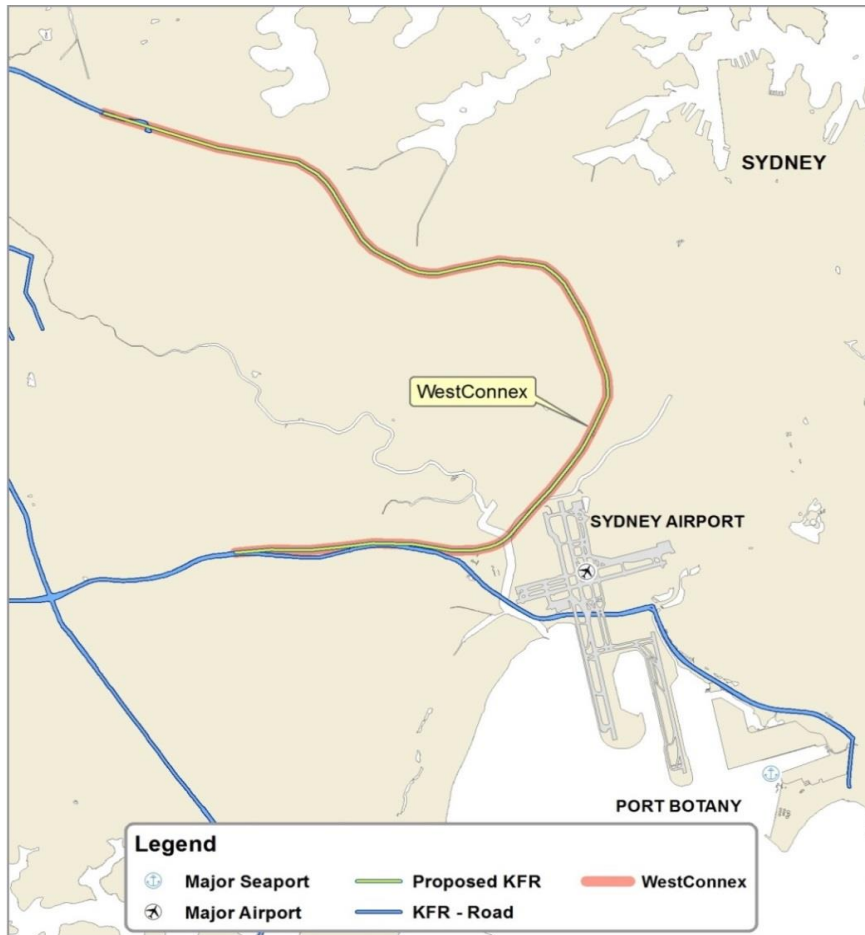 SYDNEY
WestConnex
SYDNEY AIRPORT
PORT BOTANY
Legend
Major Seaport
Proposed KFR
WestConnex
Major Airport
KFR - Road